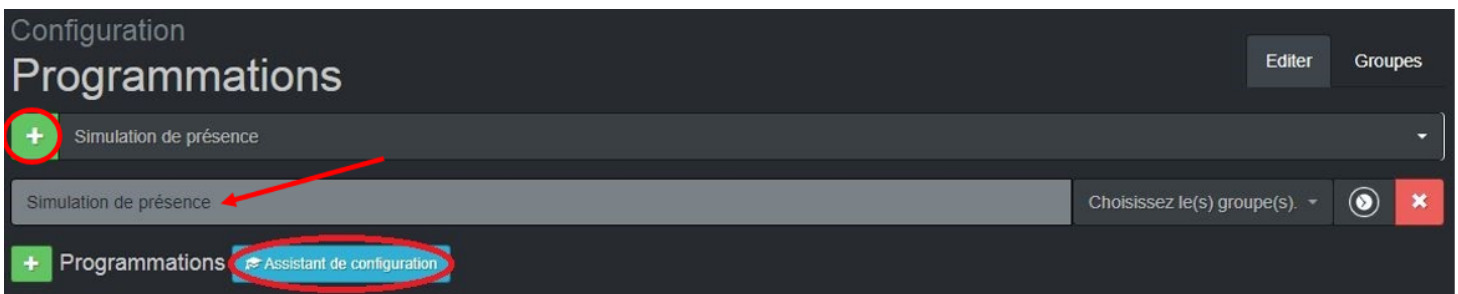 Configuration
Programmations
Editer Groupes
Simulation de présence
Simulation de présence Choisissez le(s) groupe(s).
Programmations Assistant de configuration